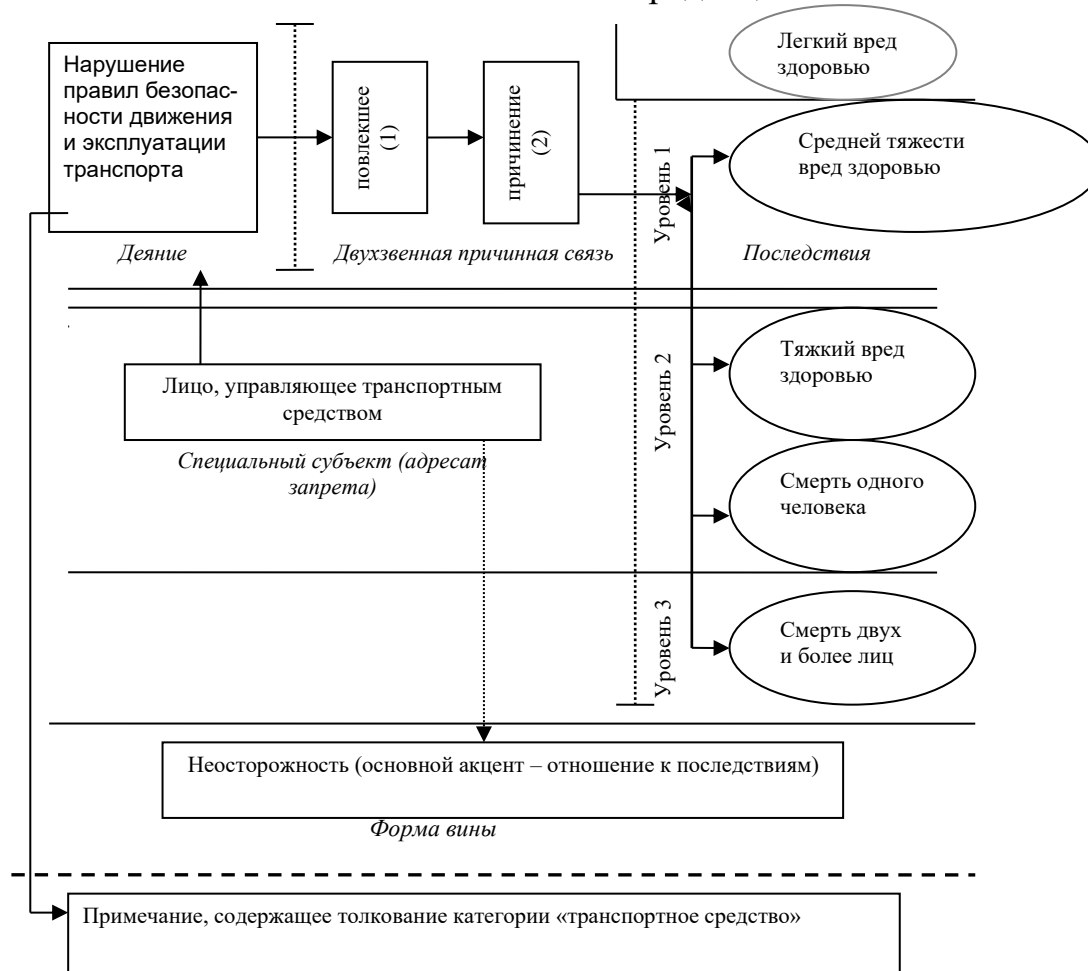 Легкий вред
здоровью
Нарушение
правил безопас-
ности движения
и эксплуатации
транспорта
повлекшее
(1)
причинение
(2)
Уровень 1
Средней тяжести
вред здоровью
Деяние
Двухзвенная причинная связь
Последствия
Лицо, управляющее транспортным
средством
Специальный субъект (адресат
запрета)
Уровень 2
Тяжкий вред
здоровью
Смерть одного
человека
Уровень 3
Смерть двух
и более лиц
Неосторожность (основной акцент – отношение к последствиям)
Форма вины
Примечание, содержащее толкование категории «транспортное средство»